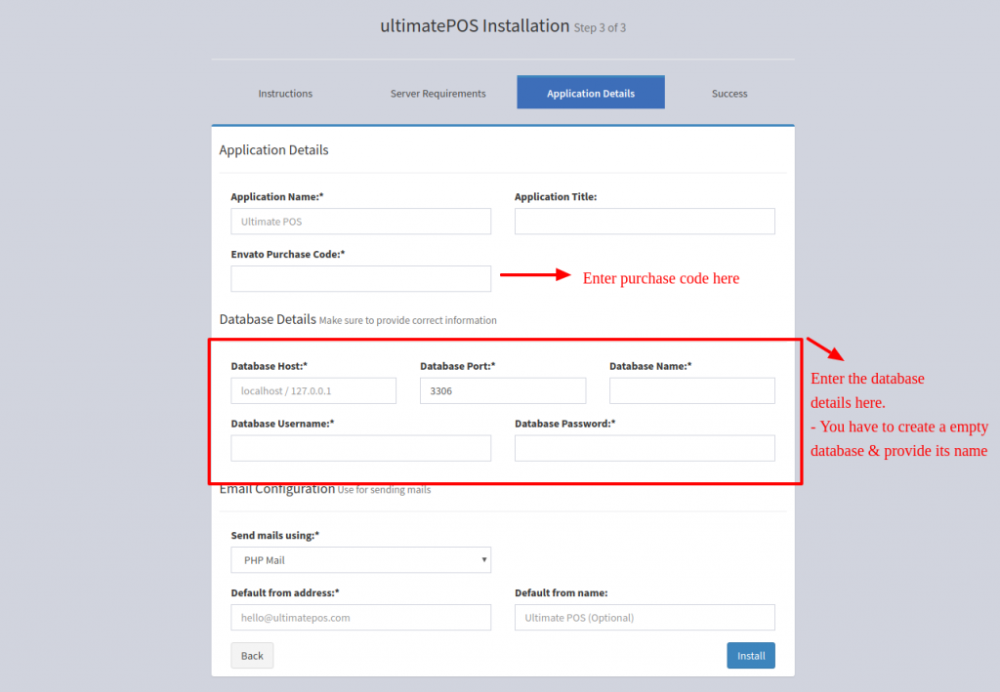 ultimatePOS Installation Step 3 of 3
Instructions Server Requirements Application Details Success
Application Details
Application Name:* Application Title:
Ultimate POS
Envato Purchase Code:*
Enter purchase code here
Database Details Make sure to provide correct information
Database Host:* Database Port:* Database Name:*
localhost / 127.0.0.1 3306
Database Username:* Database Password:*
Enter the database
details here.
- You have to create a empty
database & provide its name
Email Configuration Use for sending mails
Send mails using:*
PHP Mail
Default from address:* Default from name:
hello@ultimatepos.com Ultimate POS (Optional)
Back Install